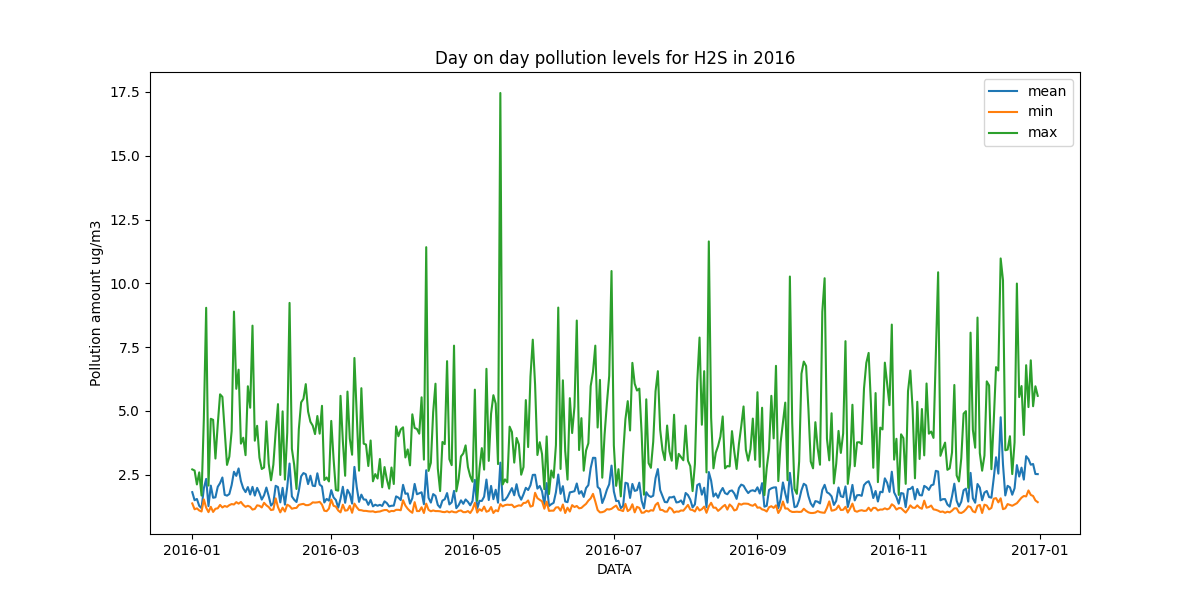 Day on day pollution levels for H2S in 2016
mean
min
max
Pollution amount ug/m3
17.5
15.0
12.5
10.0
7.5
5.0
2.5
2016-01
2016-03
2016-05
2016-07
2016-09
2016-11
2017-01
DATA